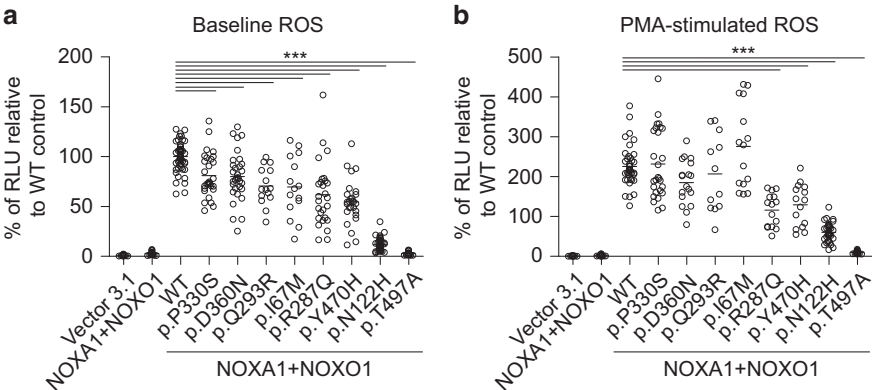 a
Baseline ROS
% of RLU relative
to WT control
200
150
100
50
0
***
Vector 3.1
NOXA1+NOXO1
WT
p.P330S
p.D360N
p.Q293R
p.I67M
p.R287Q
p.Y470H
p.N122H
p.T497A
NOXA1+NOXO1
b
PMA-stimulated ROS
% of RLU relative
to WT control
500
400
300
200
100
0
***
Vector 3.1
NOXA1+NOXO1
WT
p.P330S
p.D360N
p.Q293R
p.I67M
p.R287Q
p.Y470H
p.N122H
p.T497A
NOXA1+NOXO1